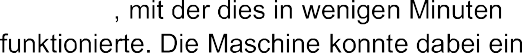 , mit der dies in wenigen Minuten
funktionierte. Die Maschine konnte dabei ein